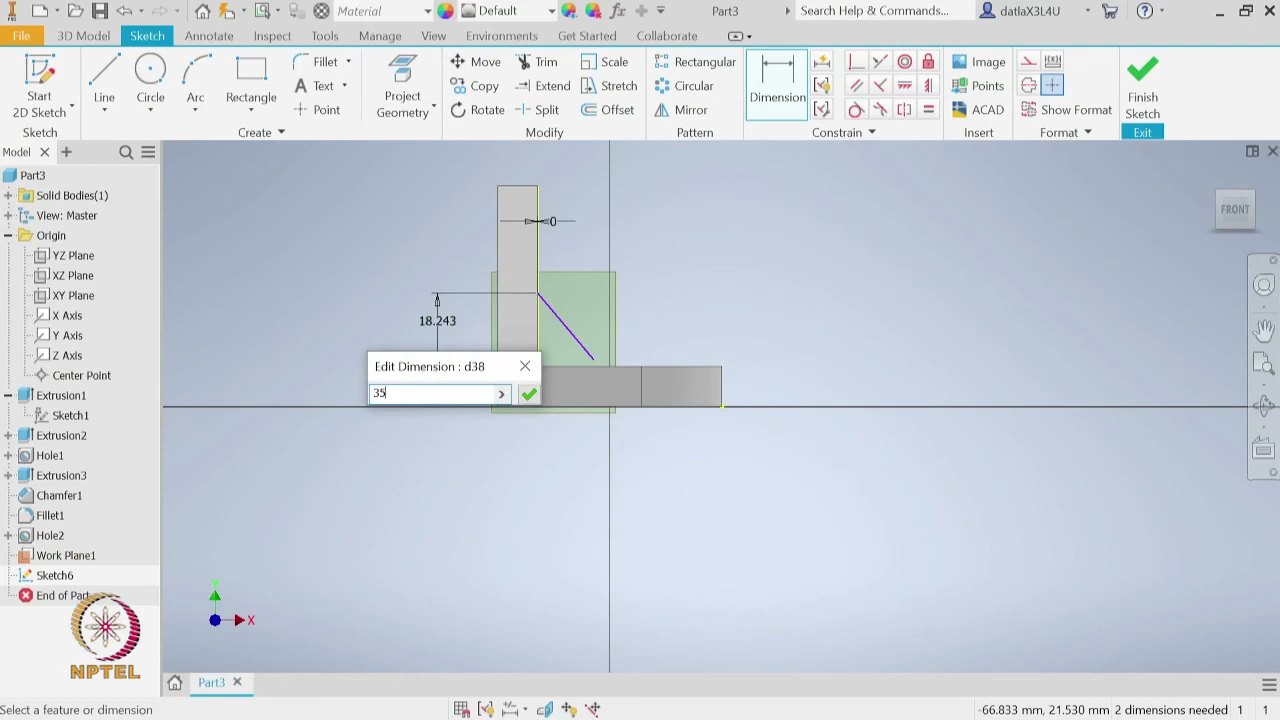 Material
Default
Part3
Search Help & Commands...
datlaX3L4U
File
3D Model
Sketch
Annotate
Inspect
Tools
Manage
View
Environments
Get Started
Collaborate
Start
2D Sketch
Line
Circle
Arc
Rectangle
Fillet
Text
Point
Project
Geometry
Move
Copy
Rotate
Trim
Extend
Split
Scale
Stretch
Offset
Rectangular
Circular
Mirror
Dimension
Image
Points
ACAD
Show Format
Finish
Sketch
Sketch
Create
Modify
Pattern
Constrain
Insert
Format
Exit
Model
Part3
Solid Bodies(1)
View: Master
Origin
YZ Plane
XZ Plane
XY Plane
X Axis
Y Axis
Z Axis
Center Point
Extrusion1
Sketch1
Extrusion2
Hole1
Extrusion3
Chamfer1
Fillet1
Hole2
Work Plane1
Sketch6
End of Part
NPTEL
0
18.243
Edit Dimension : d38
35
FRONT
Y
X
Part3
Select a feature or dimension
-66.833 mm, 21.530 mm 2 dimensions needed 1 1